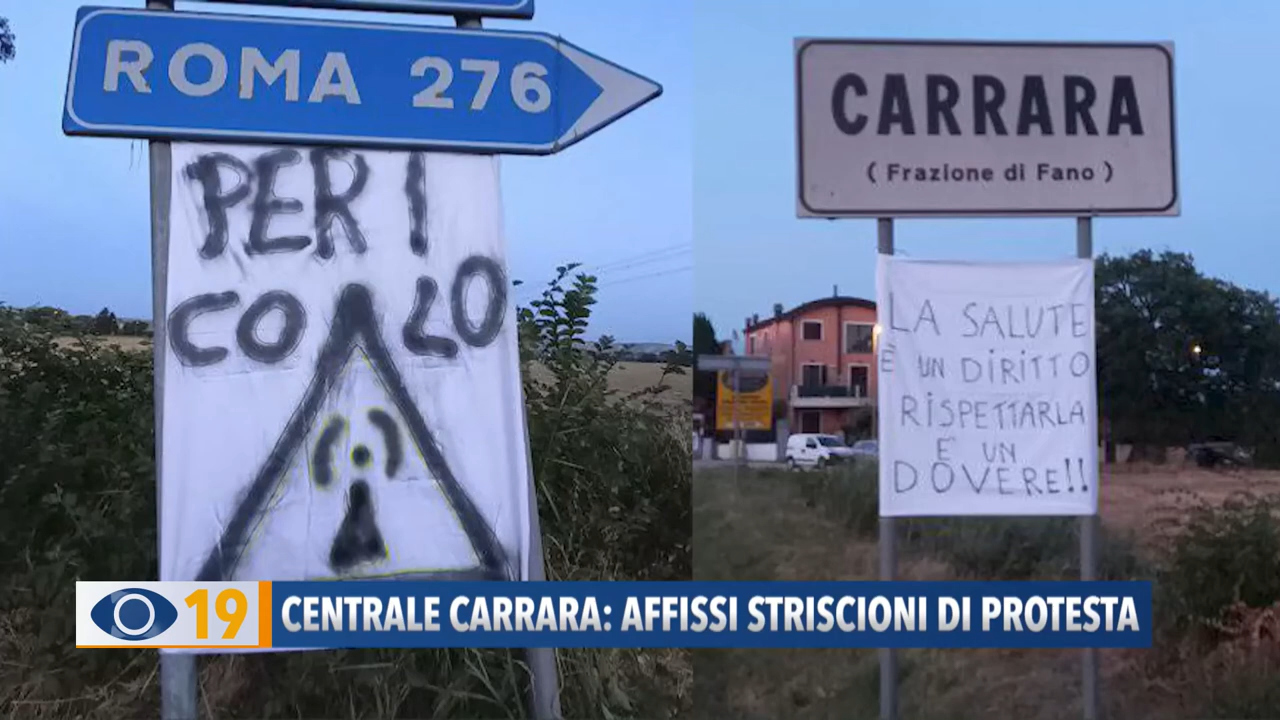 ROMA 276
PER I
COLO
CARRARA
( Frazione di Fano )
LA SALUTE
È UN DIRITTO
RISPETTARLA
E' UN
DOVERE!!
19
CENTRALE CARRARA: AFFISSI STRISCIONI DI PROTESTA